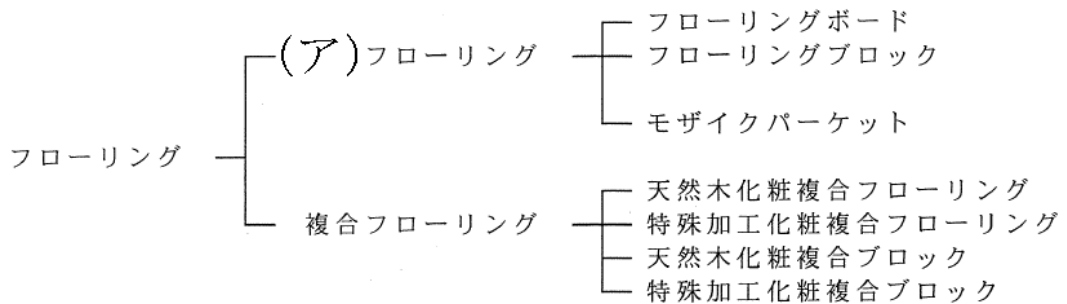 フローリングボード
(ア)フローリング
フローリングブロック
モザイクパーケット
フローリング
天然木化粧複合フローリング
複合フローリング
特殊加工化粧複合フローリング
天然木化粧複合ブロック
特殊加工化粧複合ブロック